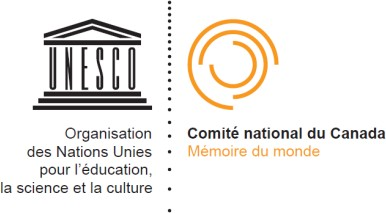 UNESCO
Organisation
des Nations Unies
pour l'éducation,
la science et la culture
Comité national du Canada
Mémoire du monde